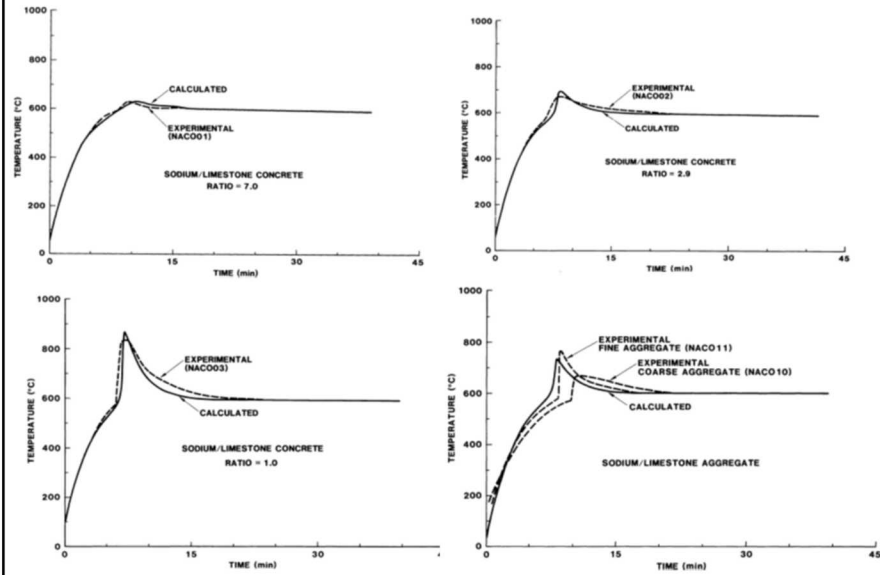 1000
800
600
400
200
0
TEMPERATURE (°C)
CALCULATED
EXPERIMENTAL
(NACO01)
SODIUM/LIMESTONE CONCRETE
RATIO = 7.0
0 15 30 45
TIME (min)
1000
800
600
400
200
0
TEMPERATURE (°C)
EXPERIMENTAL
(NACO02)
CALCULATED
SODIUM/LIMESTONE CONCRETE
RATIO = 2.9
0 15 30 45
TIME (min)
1000
800
600
400
200
0
TEMPERATURE (°C)
EXPERIMENTAL
(NACO03)
CALCULATED
SODIUM/LIMESTONE CONCRETE
RATIO = 1.0
0 15 30
TIME (min)
1000
800
600
400
200
0
TEMPERATURE (°C)
EXPERIMENTAL
FINE AGGREGATE (NACO11)
EXPERIMENTAL
COARSE AGGREGATE (NACO10)
CALCULATED
SODIUM/LIMESTONE AGGREGATE
0 15 30 45
TIME (min)